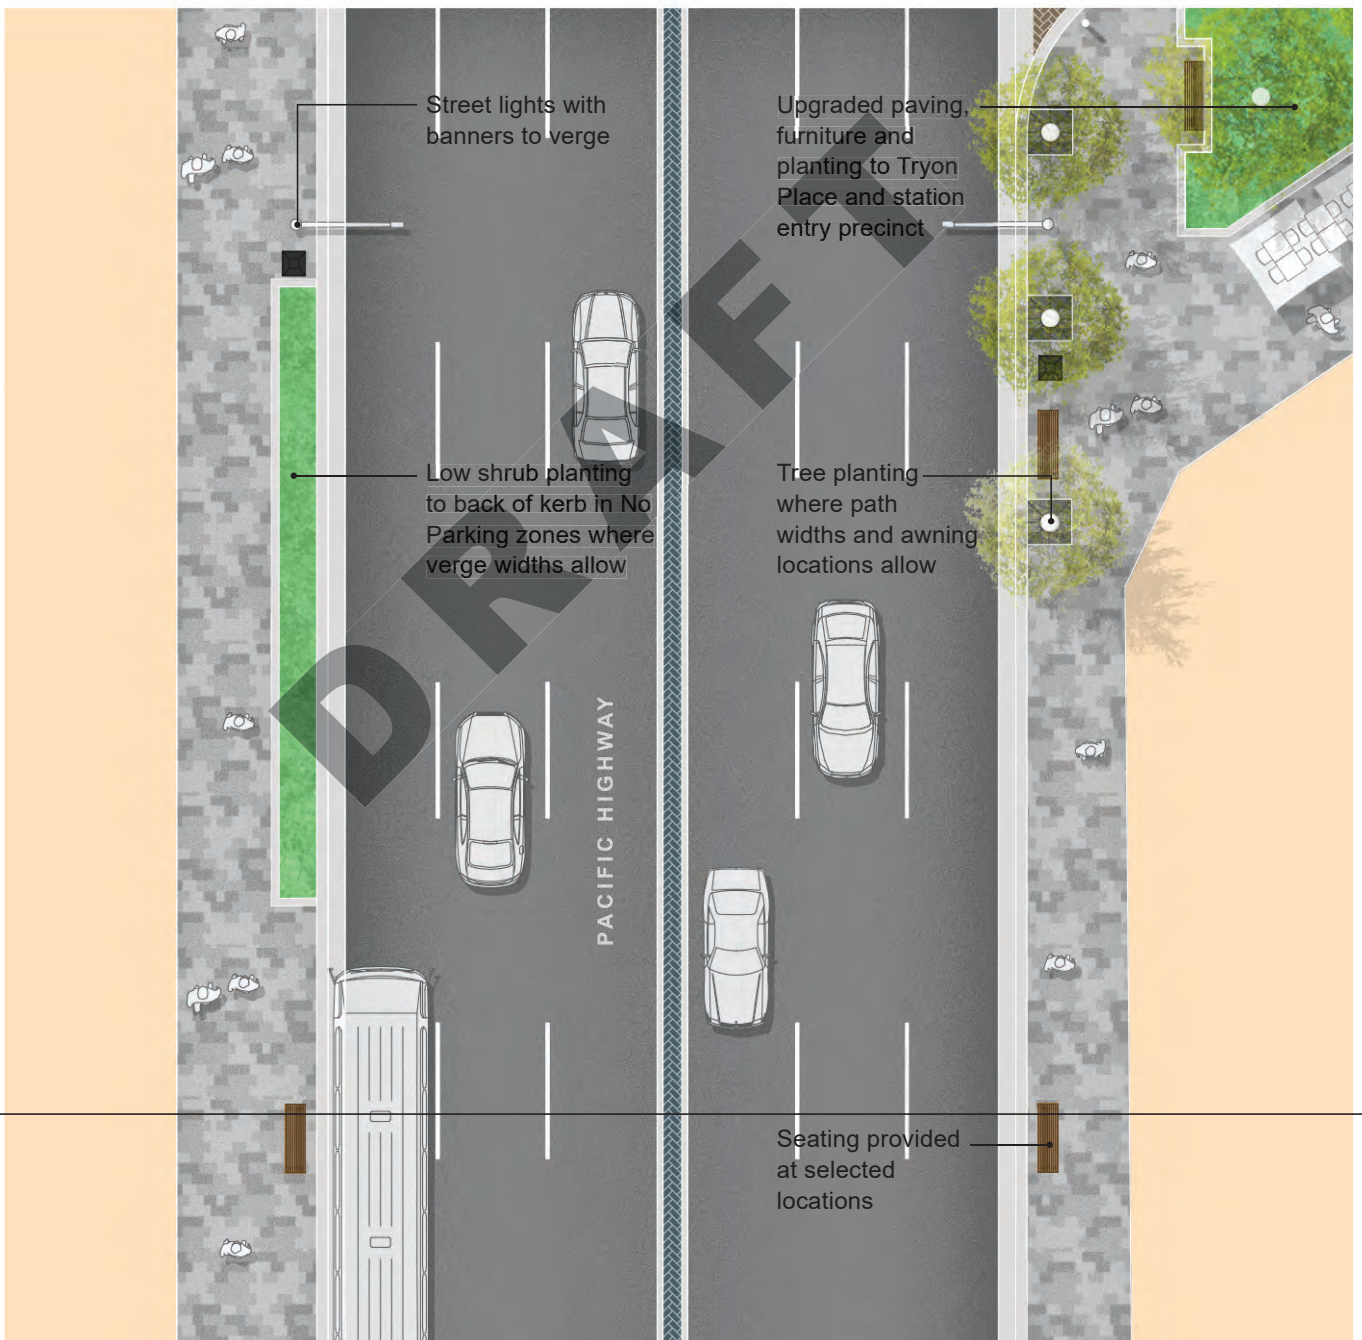 Street lights with
banners to verge
Upgraded paving,
furniture and
planting to Tryon
Place and station
entry precinct
DRAFT
Low shrub planting
to back of kerb in No
Parking zones where
verge widths allow
Tree planting
where path
widths and awning
locations allow
PACIFIC HIGHWAY
Seating provided
at selected
locations